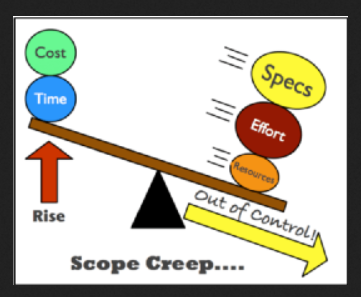 Cost
Time
Specs
Effort
Resources
Rise
Out of Control!
Scope Creep....